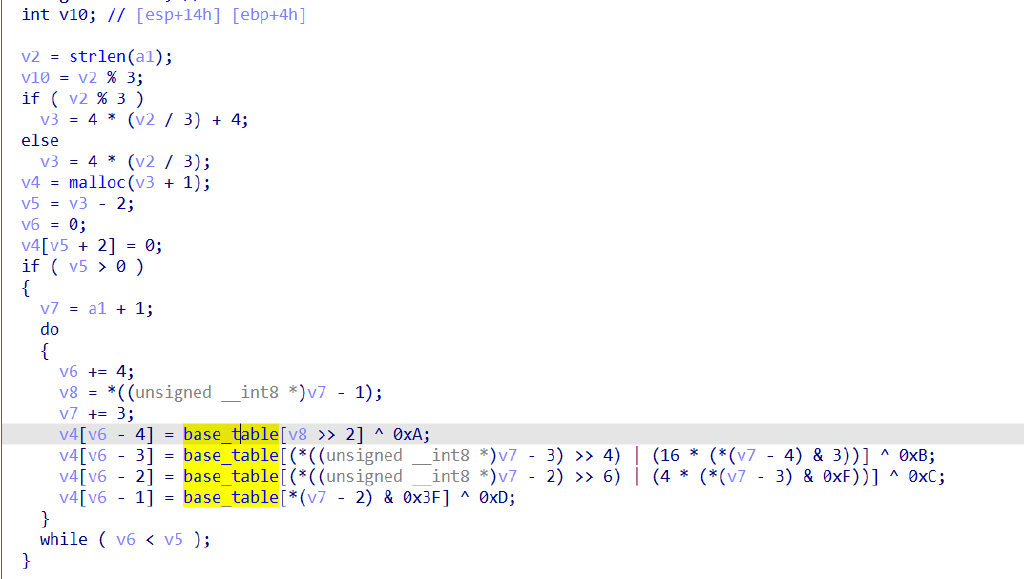 int v10; // [esp+14h] [ebp+4h]
v2 = strlen(a1);
v10 = v2 % 3;
if ( v2 % 3 )
v3 = 4 * (v2 / 3) + 4;
else
v3 = 4 * (v2 / 3);
v4 = malloc(v3 + 1);
v5 = v3 - 2;
v6 = 0;
v4[v5 + 2] = 0;
if ( v5 > 0 )
{
v7 = a1 + 1;
do
{
v6 += 4;
v8 = *((unsigned __int8 *)v7 - 1);
v7 += 3;
v4[v6 - 4] = base_table[v8 >> 2] ^ 0xA;
v4[v6 - 3] = base_table[(*((unsigned __int8 *)v7 - 3) >> 4) | (16 * (*(v7 - 4) & 3))] ^ 0xB;
v4[v6 - 2] = base_table[(*((unsigned __int8 *)v7 - 2) >> 6) | (4 * (*(v7 - 3) & 0xF))] ^ 0xC;
v4[v6 - 1] = base_table[*(v7 - 2) & 0x3F] ^ 0xD;
}
while ( v6 < v5 );
}